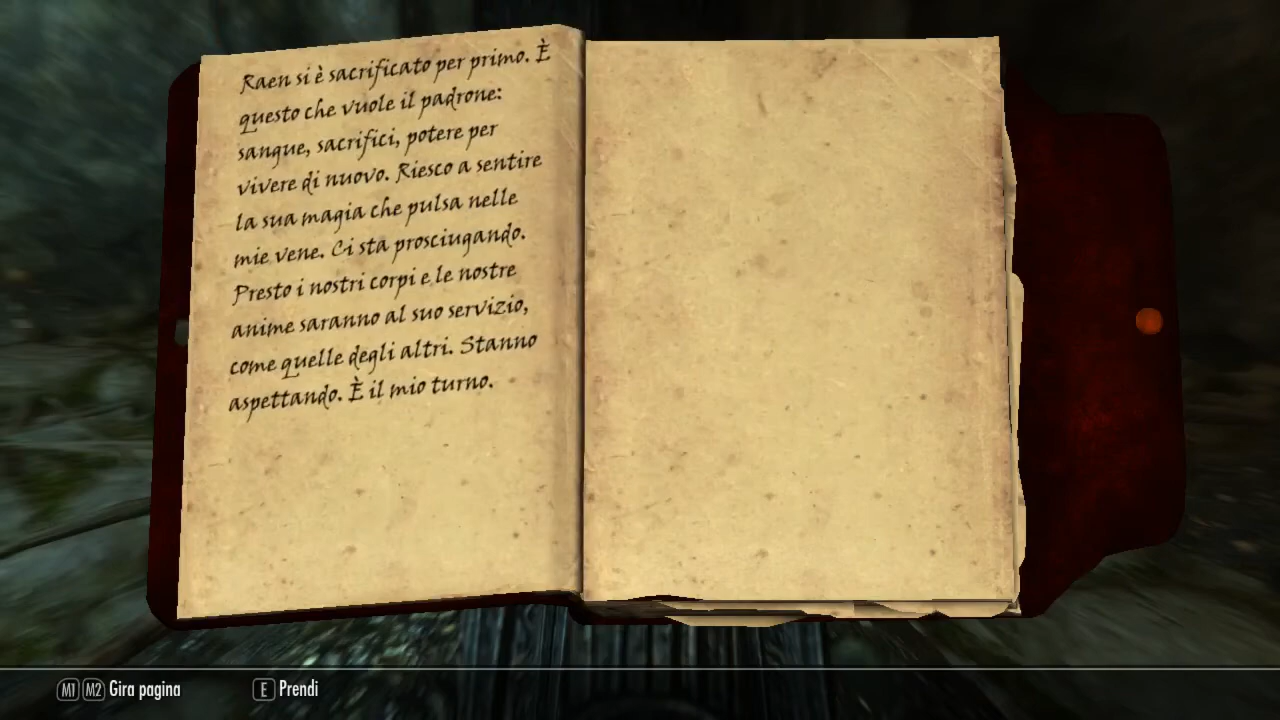 Raen si è sacrificato per primo. È
questo che vuole il padrone:
sangue, sacrifici, potere per
vivere di nuovo. Riesco a sentire
la sua magia che pulsa nelle
mie vene. Ci sta prosciugando.
Presto i nostri corpi e le nostre
anime saranno al suo servizio,
come quelle degli altri. Stanno
aspettando. È il mio turno.
M1 M2 Gira pagina
E Prendi